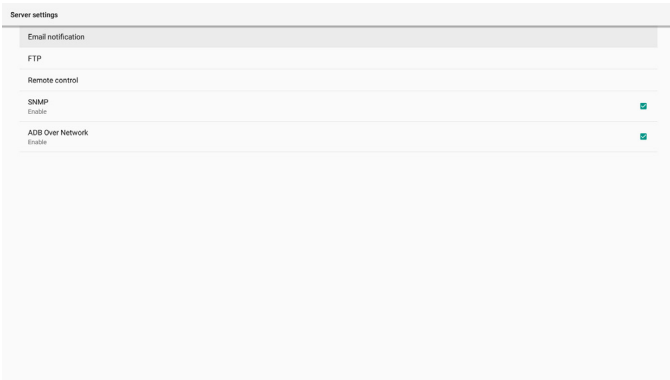 Server settings
Email notification
FTP
Remote control
SNMP
Enable
ADB Over Network
Enable